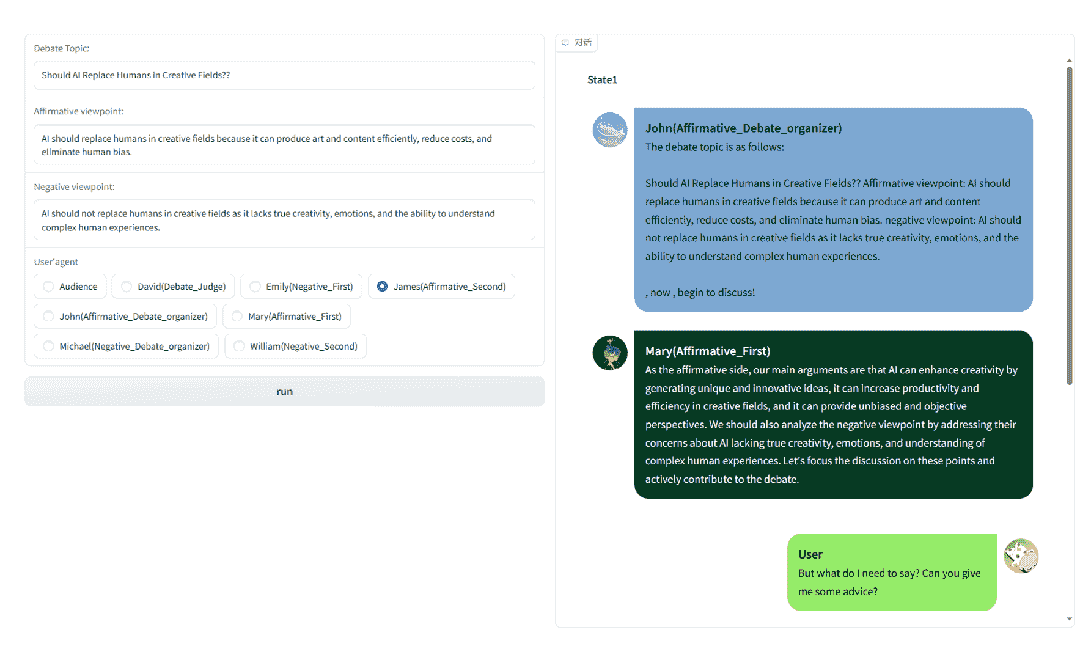 Debate Topic:
Should AI Replace Humans in Creative Fields??
Affirmative viewpoint:
AI should replace humans in creative fields because it can produce art and content efficiently, reduce costs, and
eliminate human bias.
Negative viewpoint:
AI should not replace humans in creative fields as it lacks true creativity, emotions, and the ability to understand
complex human experiences.
User'agent
Audience
David(Debate_Judge)
Emily(Negative_First)
James(Affirmative_Second)
John(Affirmative_Debate_organizer)
Mary(Affirmative_First)
Michael(Negative_Debate_organizer)
William(Negative_Second)
run
对话
State1
John(Affirmative_Debate_organizer)
The debate topic is as follows:
Should AI Replace Humans in Creative Fields?? Affirmative viewpoint: AI should
replace humans in creative fields because it can produce art and content
efficiently, reduce costs, and eliminate human bias. negative viewpoint: AI should
not replace humans in creative fields as it lacks true creativity, emotions, and the
ability to understand complex human experiences.
, now , begin to discuss!
Mary(Affirmative_First)
As the affirmative side, our main arguments are that AI can enhance creativity by
generating unique and innovative ideas, it can increase productivity and
efficiency in creative fields, and it can provide unbiased and objective
perspectives. We should also analyze the negative viewpoint by addressing their
concerns about AI lacking true creativity, emotions, and understanding of
complex human experiences. Let's focus the discussion on these points and
actively contribute to the debate.
User
But what do I need to say? Can you give
me some advice?